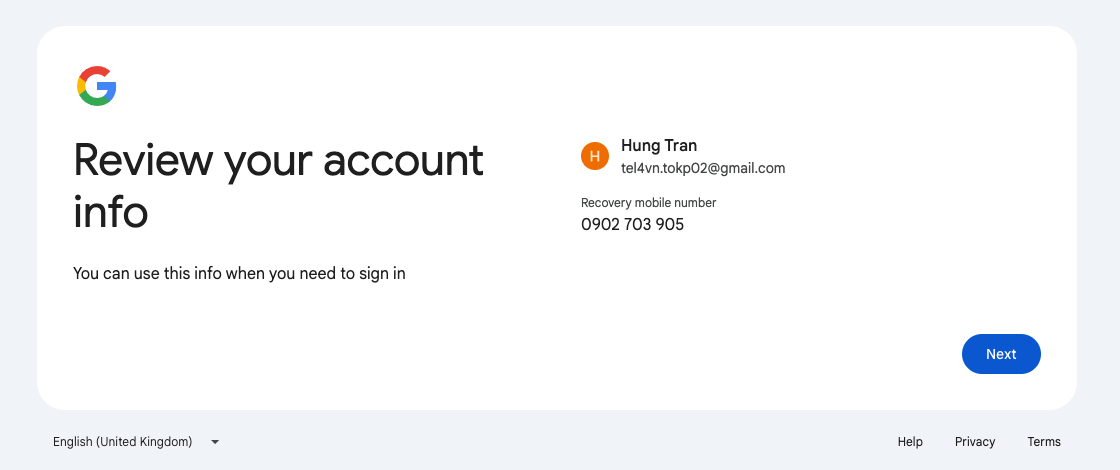 Review your account
info
You can use this info when you need to sign in
H
Hung Tran
tel4vn.tokp02@gmail.com
Recovery mobile number
0902 703 905
Next
English (United Kingdom)
Help
Privacy
Terms